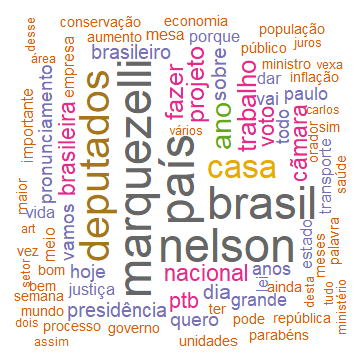 desse
conservação
economia
população
área
aumento
mesa
porque
juros
empresa
brasileiro
público
ministro
vexa
importante
pronunciamento
brasileira
deputados
marquezelli
país
fazer
projeto
sobre
dar
inflação
vai
paulo
carlos
ano
trabalho
voto
todo
câmara
orador
sim
vários
transporte
saúde
maior
casa
vida
vamos
meio
brasil
art
estado
meses
vez
nelson
tudo
palavra
setor
bom
hoje
nacional
anos
lei
ainda
desta
ministério
bem
justiça
dia
grande
semana
ptb
ter
mundo
presidência
quero
pode
república
dois
processo
governo
parabéns
assim
unidades